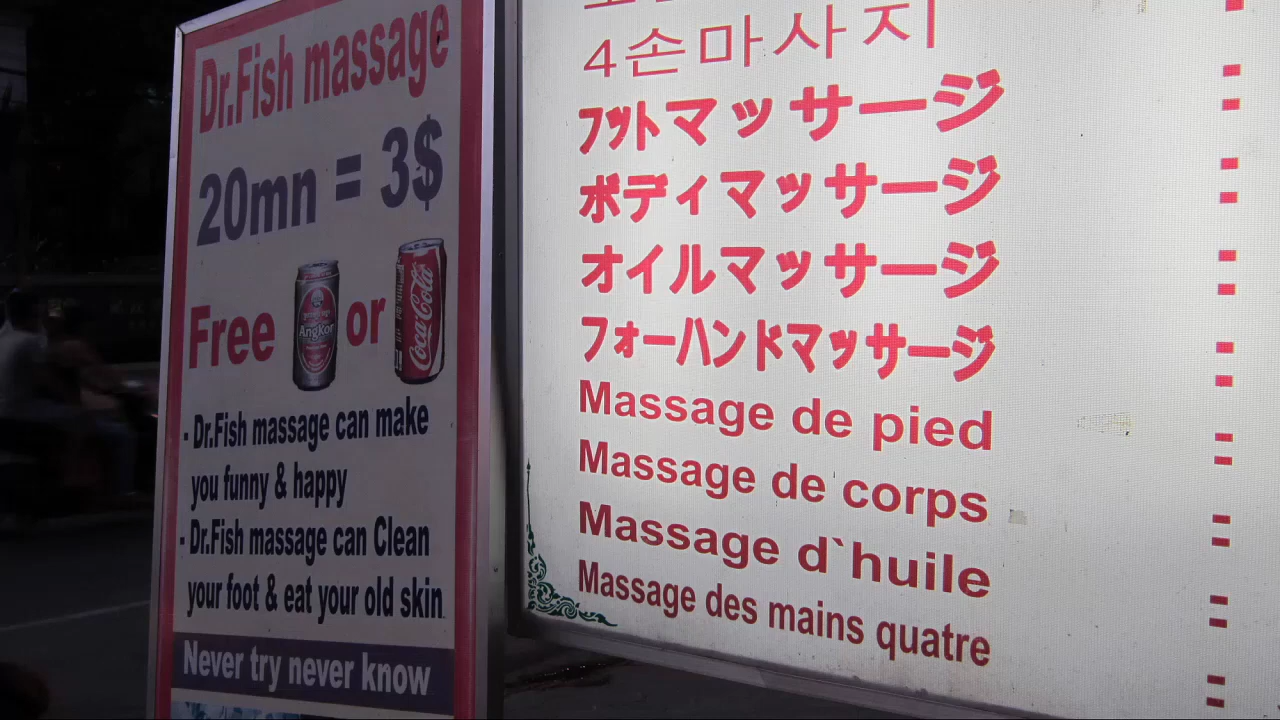 Dr.Fish massage
20mn = 3$
Free Angkor or Coca-Cola
- Dr.Fish massage can make
you funny & happy
- Dr.Fish massage can Clean
your foot & eat your old skin
Never try never know
4손마사지
フットマッサージ
ボディマッサージ
オイルマッサージ
フォーハンドマッサージ
Massage de pied
Massage de corps
Massage d`huile
Massage des mains quatre